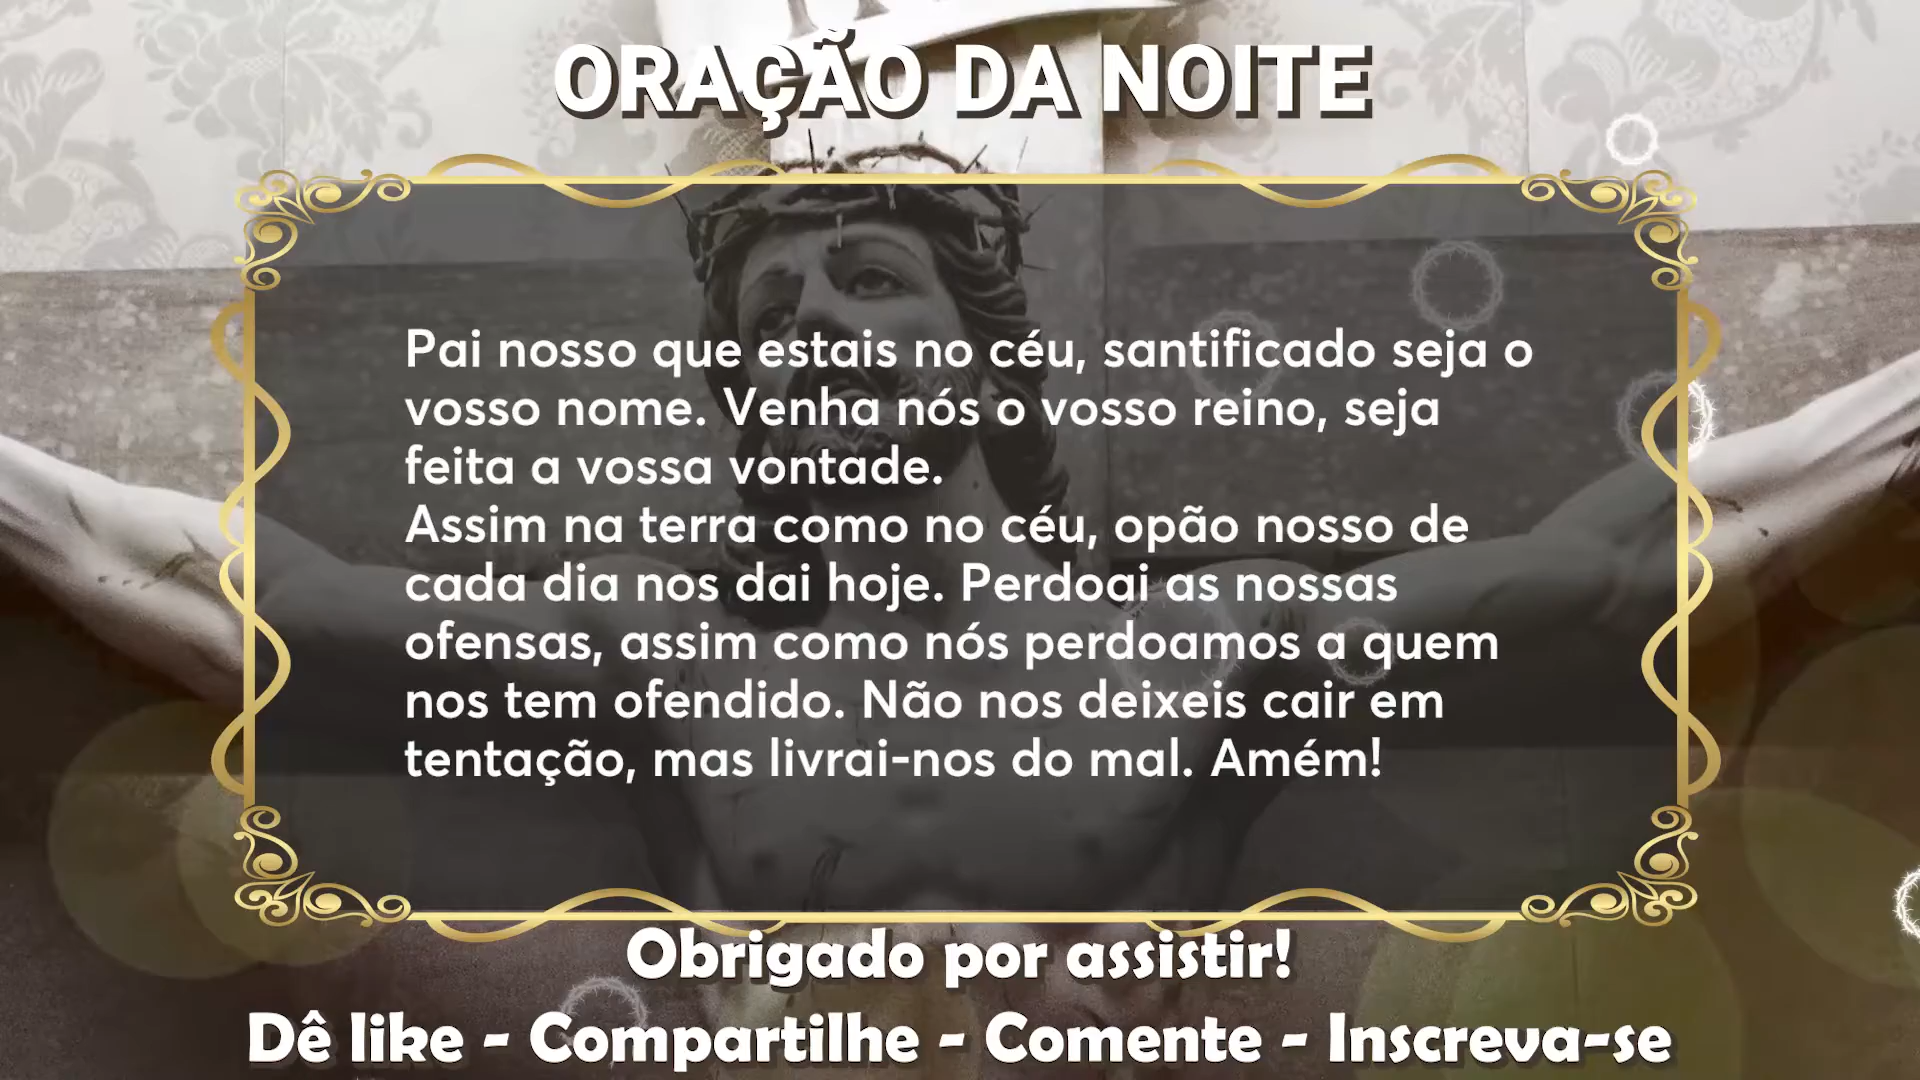 ORAÇÃO DA NOITE
Pai nosso que estais no céu, santificado seja o
vosso nome. Venha nós o vosso reino, seja
feita a vossa vontade.
Assim na terra como no céu, opão nosso de
cada dia nos dai hoje. Perdoai as nossas
ofensas, assim como nós perdoamos a quem
nos tem ofendido. Não nos deixeis cair em
tentação, mas livrai-nos do mal. Amém!
Obrigado por assistir!
Dê like - Compartilhe - Comente - Inscreva-se